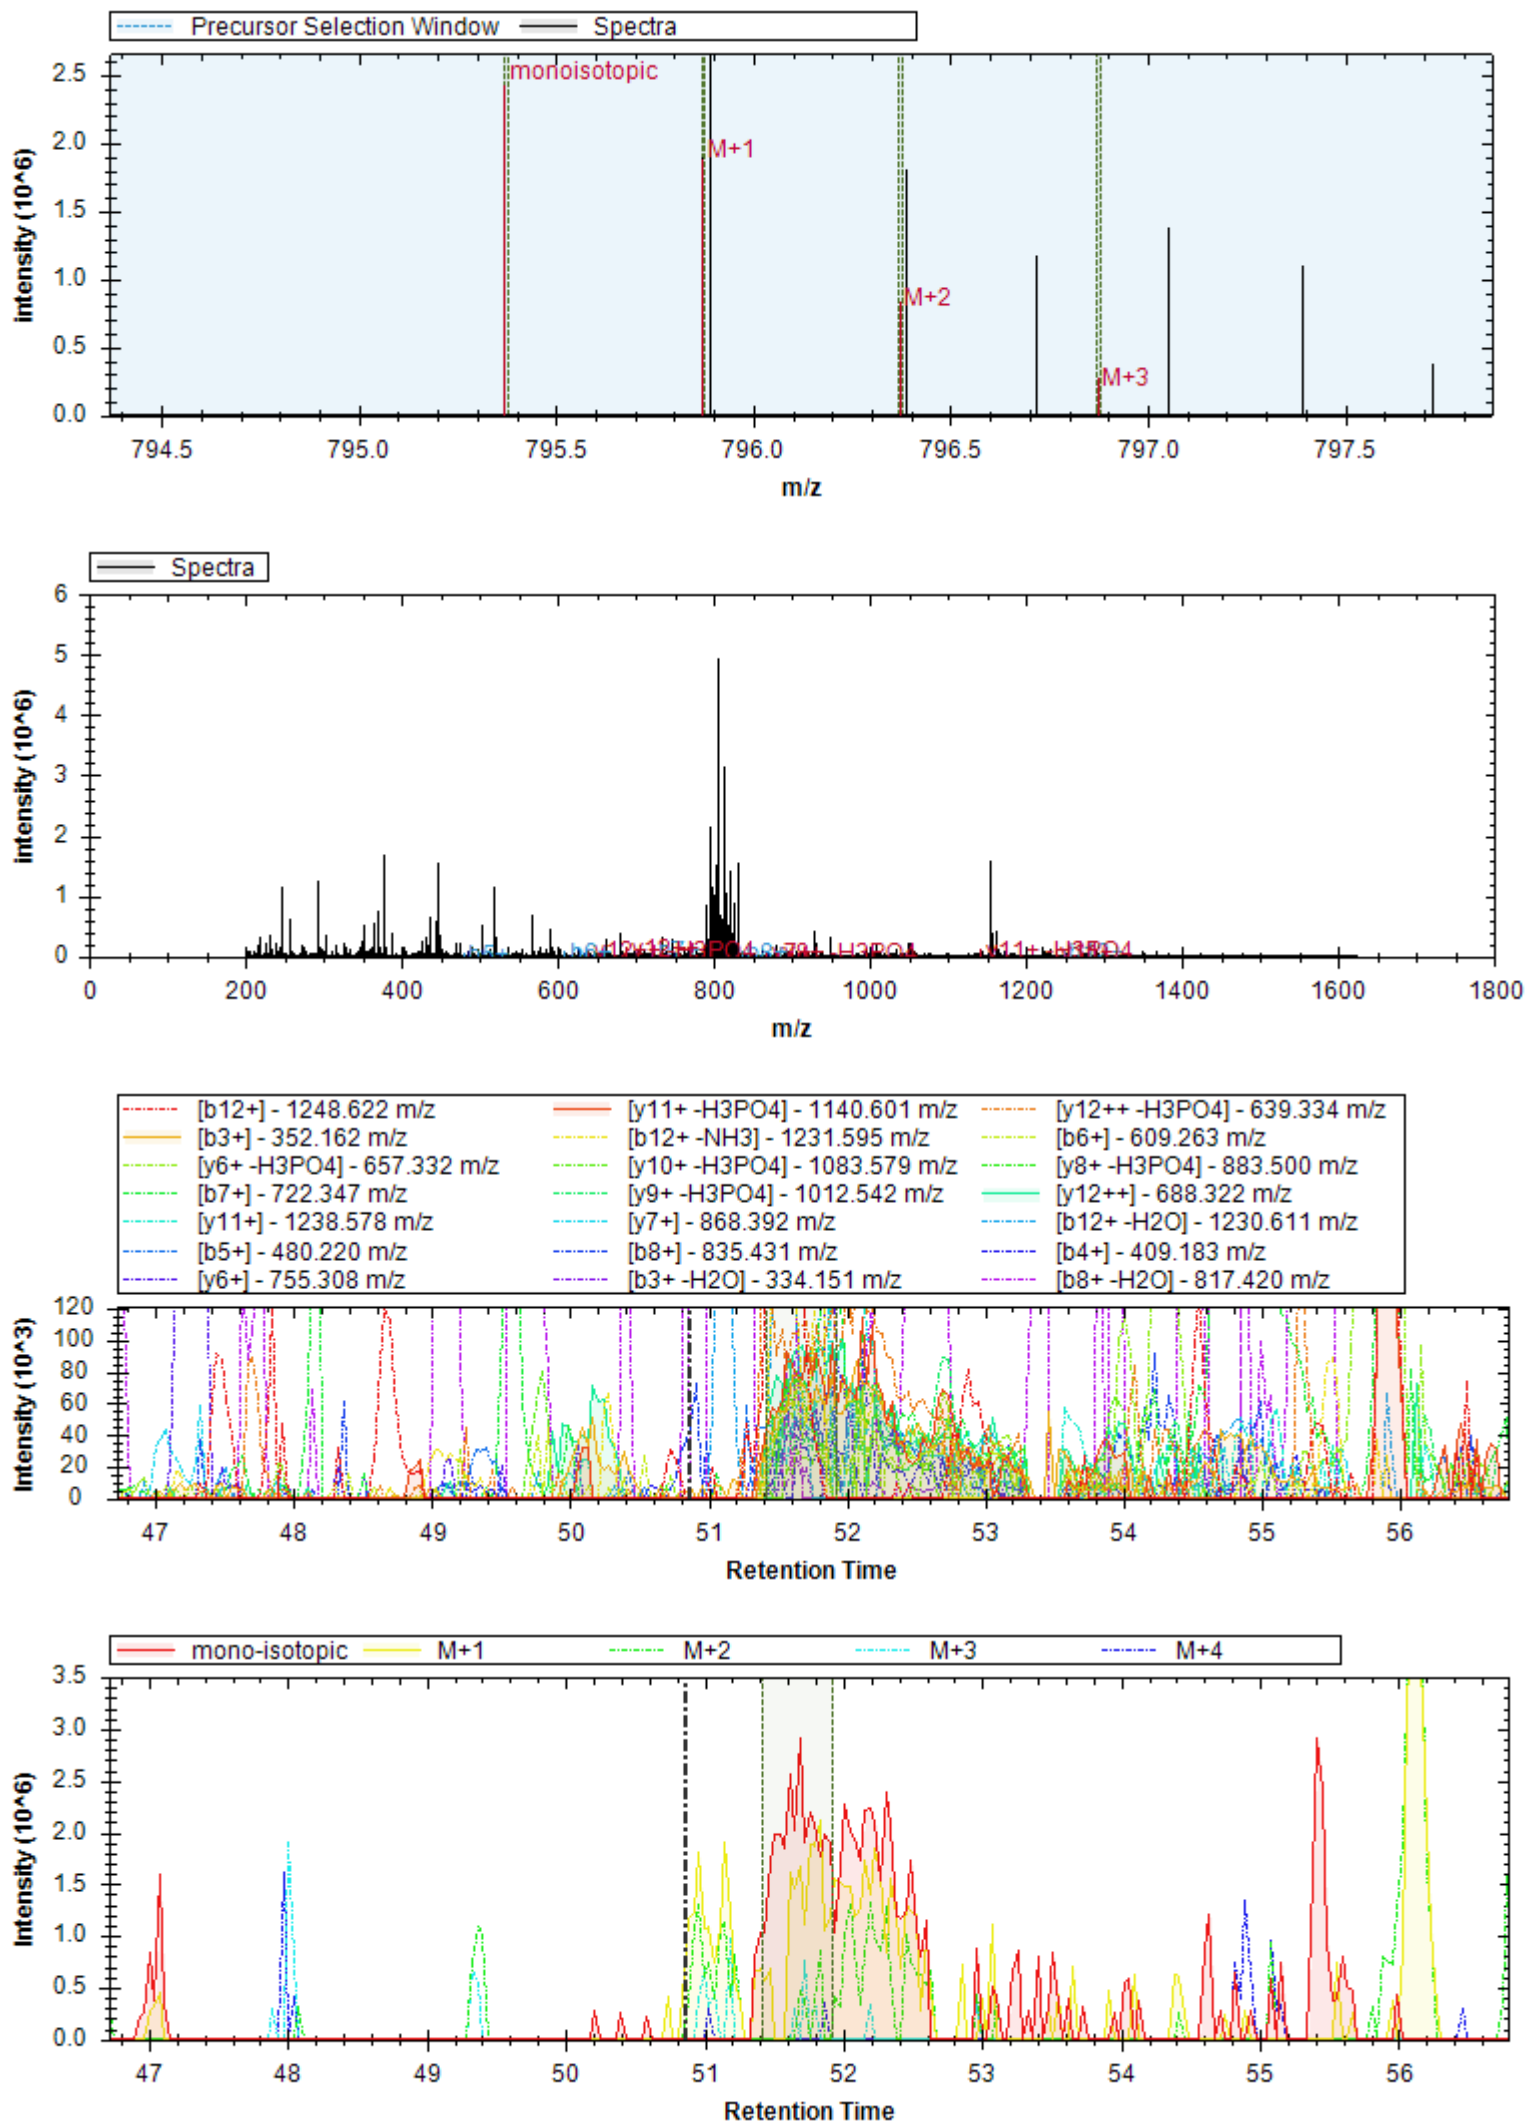 Precursor Selection Window Spectra
monoisotopic
M+1
M+2
M+3
intensity (10^6)
2.5
2.0
1.5
1.0
0.5
0.0
794.5 795.0 795.5 796.0 796.5 797.0 797.5
m/z
Spectra
intensity (10^6)
6
5
4
3
2
1
0
0 200 400 600 800 1000 1200 1400 1600 1800
m/z
[b12+] - 1248.622 m/z [y11+ -H3PO4] - 1140.601 m/z [y12++ -H3PO4] - 639.334 m/z
[b3+] - 352.162 m/z [b12+ -NH3] - 1231.595 m/z [b6+] - 609.263 m/z
[y6+ -H3PO4] - 657.332 m/z [y10+ -H3PO4] - 1083.579 m/z [y8+ -H3PO4] - 883.500 m/z
[b7+] - 722.347 m/z [y9+ -H3PO4] - 1012.542 m/z [y12++] - 688.322 m/z
[y11+] - 1238.578 m/z [y7+] - 868.392 m/z [b12+ -H2O] - 1230.611 m/z
[b5+] - 480.220 m/z [b8+] - 835.431 m/z [b4+] - 409.183 m/z
[y6+] - 755.308 m/z [b3+ -H2O] - 334.151 m/z [b8+ -H2O] - 817.420 m/z
Intensity (10^3)
120
100
80
60
40
20
0
47 48 49 50 51 52 53 54 55 56
Retention Time
mono-isotopic M+1 M+2 M+3 M+4
Intensity (10^6)
3.5
3.0
2.5
2.0
1.5
1.0
0.5
0.0
47 48 49 50 51 52 53 54 55 56
Retention Time